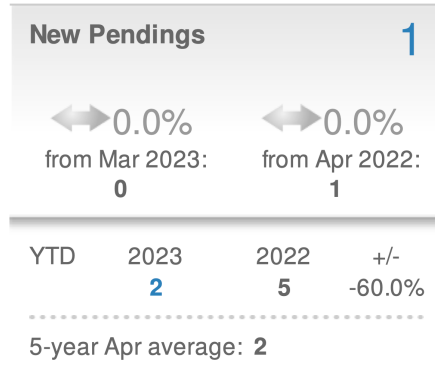 New Pendings 1
0.0% 0.0%
from Mar 2023: from Apr 2022:
0 1
YTD 2023 2022 +/-
2 5 -60.0%
5-year Apr average: 2